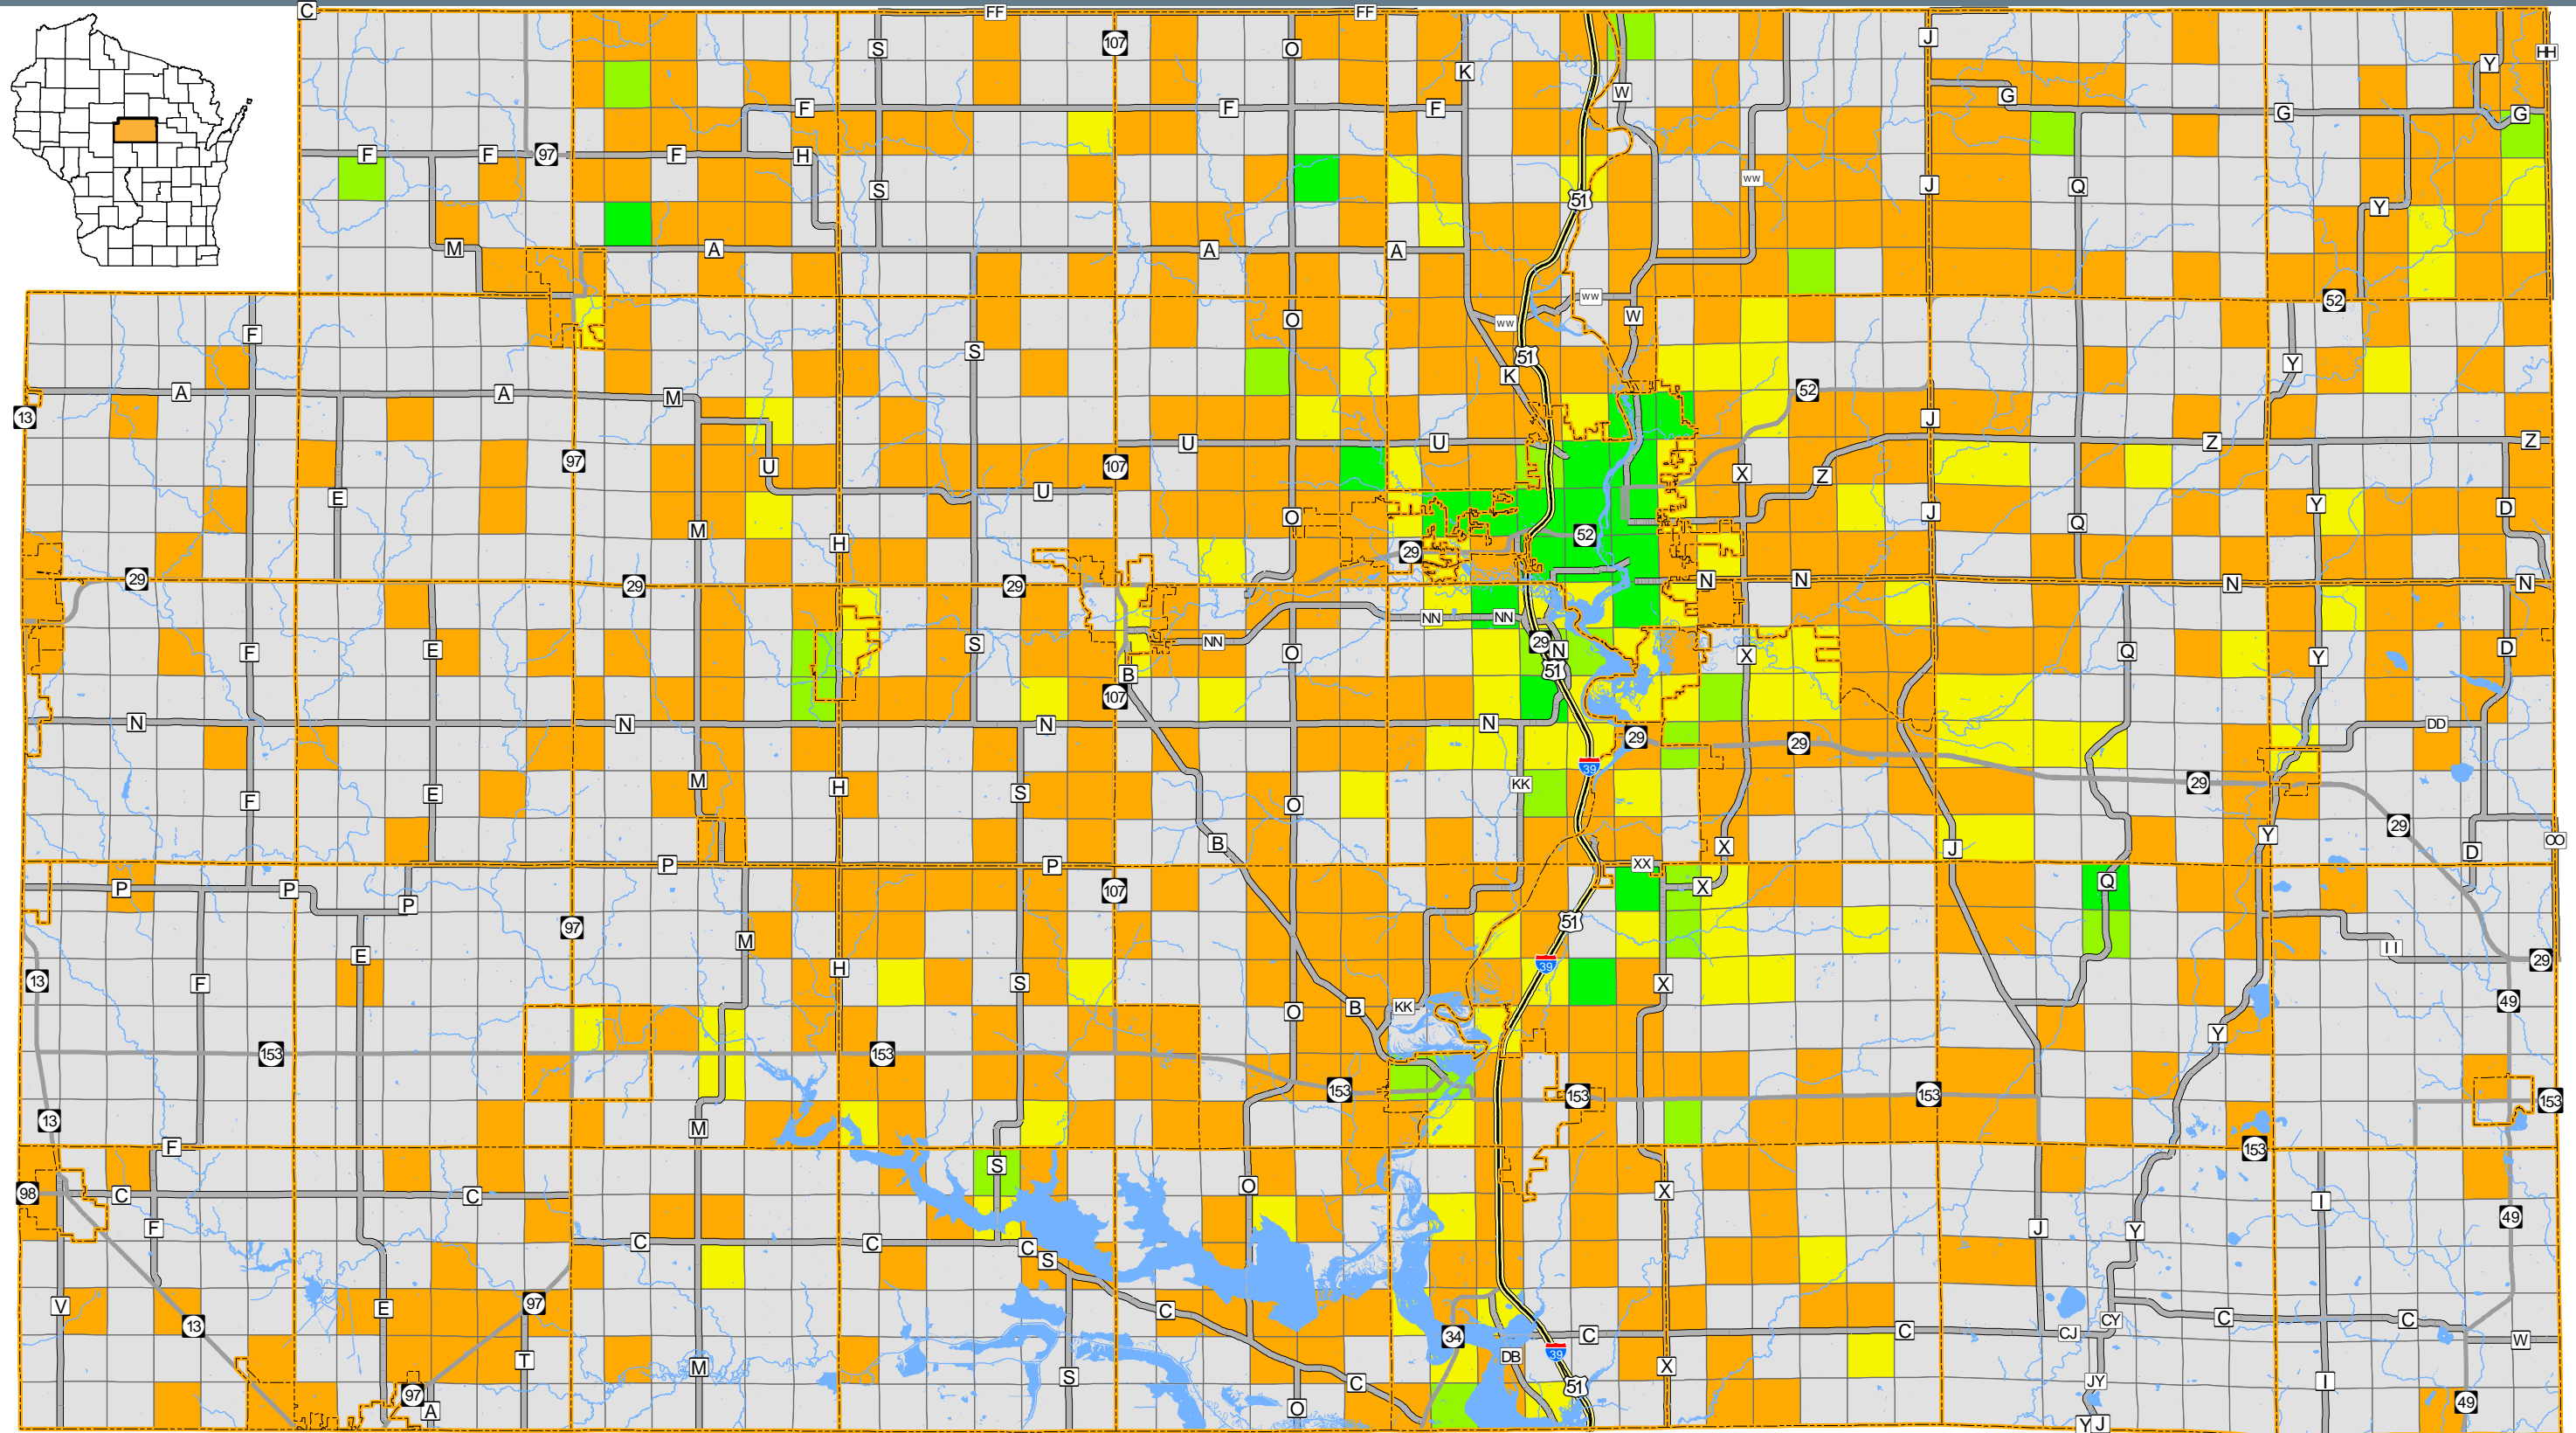 C FF FF
107
S O J
HH
K Y
W G
F F F G G
F F 97 F H
WW
S J Q
51 Y
M A A A
WW 52
F O WW W
S 51 Y
K
A A M 52
13 J
U U Z Z
97 U 107 X Z
E U Y D
M O J Q
H 52
29
29 29 29 N N N N
NN NN
F E S NN O 29 N X Q Y D
51
B
107
N N N N 29 29 DD
39
F E M H S O KK 29
B Y 29
X J D OO
P P XX
P P P 107 X Q
97 51
M II
E H 39 29
13 F S X
B KK 49
O
153 153 Y
153 153 153 153
13 M
F 153
S
98 C C O X I
F 49
C C C J Y
S
V E 97 C C C
13 34 C C CJ CY W
T M DB 39 X
S C 51 JY I
97 49
A O Y J